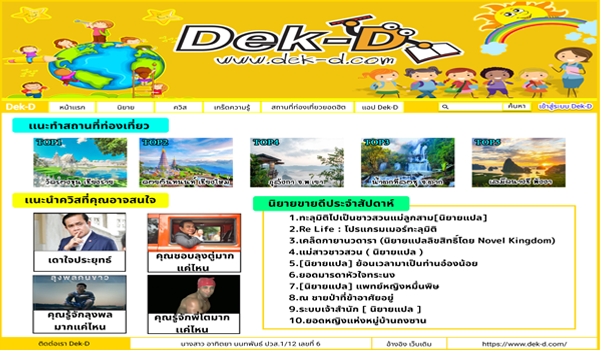 Dek-D
www.dek-d.com
Dek-D หน้าแรก นิยาย ควิส เกร็ดความรู้ สถานที่ท่องเที่ยวยอดฮิต แอป Dek-D ค้นหา เข้าสู่ระบบ Dek-D
แนะทำสถานที่ท่องเที่ยว
TOP1 TOP2 TOP4 TOP3 TOP5
แนะนำควิสที่คุณอาจสนใจ
เดาใจประยุทธ์
คุณชอบลุงตู่มาก
แค่ไหน
คุณรู้จักลุงพล
มากแค่ไหน
คุณรู้จักพี่โตมาก
แค่ไหน
นิยายขายดีประจำสัปดาห์
1.ทะลุมิติไปเป็นชาวสวนแม่ลูกสาม[นิยายแปล]
2.Re Life : โปรแกรมเมอร์ทะลุมิติ
3.เคล็ดกายานวดารา (นิยายแปลลิขสิทธิ์โดย Novel Kingdom)
4.แม่สาวชาวสวน ( นิยายแปล )
5.[นิยายแปล] ย้อนเวลามาเป็นท่านอ๋องน้อย
6.ยอดมารดาหัวใจทระนง
7.[นิยายแปล] แพทย์หญิงหมื่นพิษ
8.ณ ชายป่าที่ข้าอาศัยอยู่
9.ระบบเจ้าสำนัก [ นิยายแปล ]
10.ยอดหญิงแห่งหมู่บ้านถงซาน
ติดต่อเรา Dek-D นางสาว อาทิตยา นนทพันธ์ ปวส.1/12 เลขที่ 6 อ้างอิง เว็บเดิม https://www.dek-d.com/